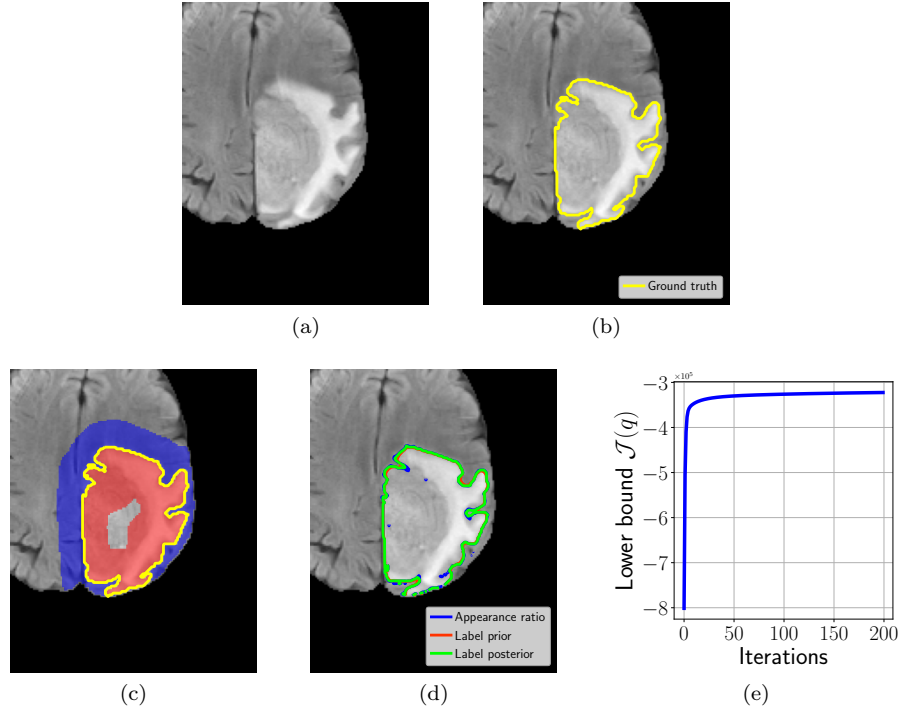 Ground truth
(a)
(b)
Appearance ratio
Label prior
Label posterior
×10⁵
−3
−4
−5
−6
−7
−8
0
50
100
150
200
Lower bound 𝒥(q)
Iterations
(c)
(d)
(e)